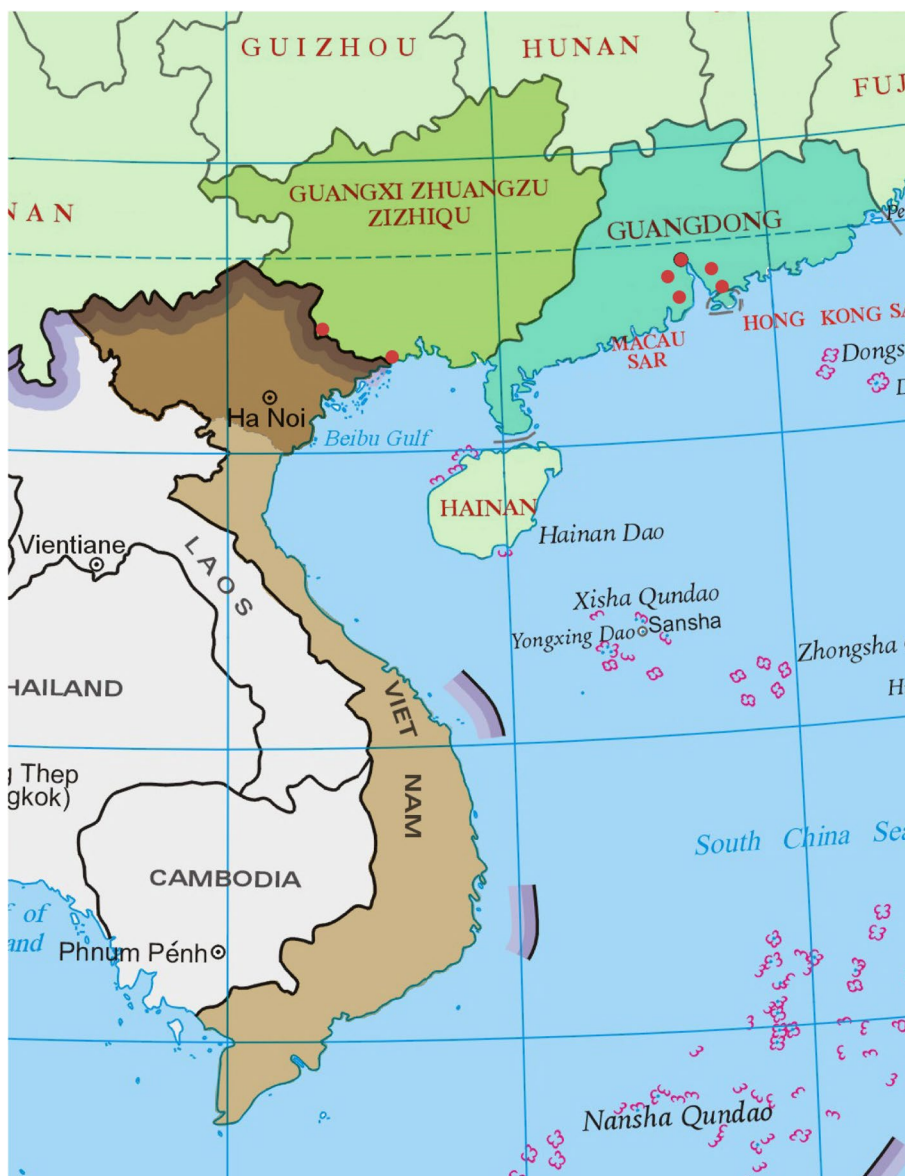 GUIZHOU
HUNAN
FUJ
NAN
GUANGXI ZHUANGZU
ZIZHIQU
GUANGDONG
Pe
HONG KONG SA
MACAU
SAR
Dongs
D
Ha Noi
Beibu Gulf
HAINAN
Hainan Dao
Vientiane
LAOS
Xisha Qundao
Yongxing Dao
Sansha
Zhongsha
H
HAILAND
VIET
NAM
g Thep
gkok)
South China Sea
CAMBODIA
f of
and
Phnum Pénh
Nansha Qundao